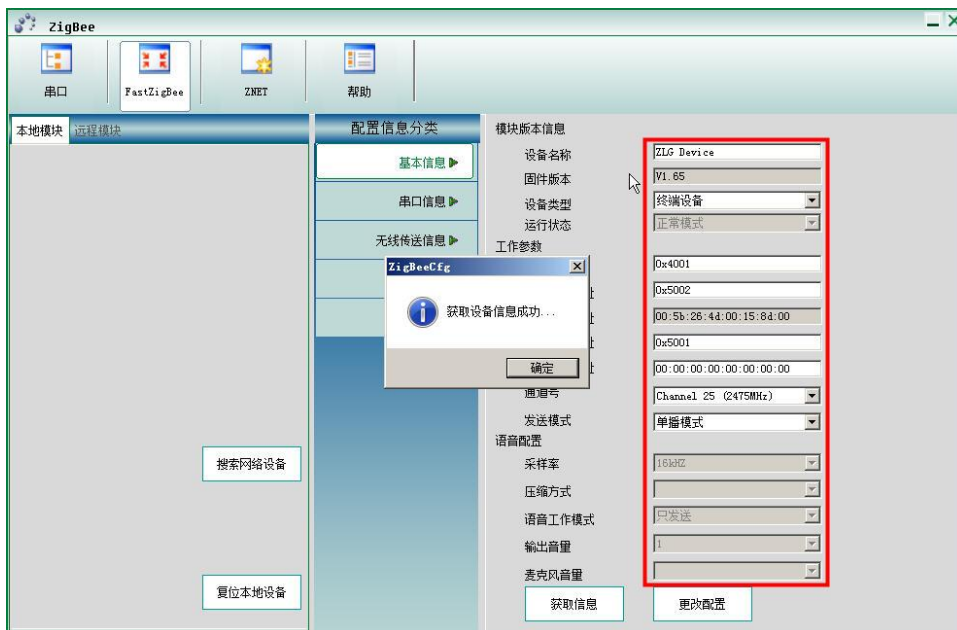 ZigBee
串口
FastZigBee
ZNET
帮助
本地模块 远程模块
配置信息分类
模块版本信息
基本信息
设备名称 ZLG Device
固件版本 V1.65
串口信息
设备类型 终端设备
运行状态 正常模式
无线传送信息
工作参数
ZigBeeCfg
0x4001
获取设备信息成功...
址 0x5002
址 00:5b:26:4d:00:15:8d:00
址 0x5001
确定
址 00:00:00:00:00:00:00:00
通道号 Channel 25 (2475MHz)
发送模式 单播模式
语音配置
搜索网络设备
采样率 16kHZ
压缩方式
语音工作模式 只发送
输出音量 1
麦克风音量
复位本地设备
获取信息
更改配置